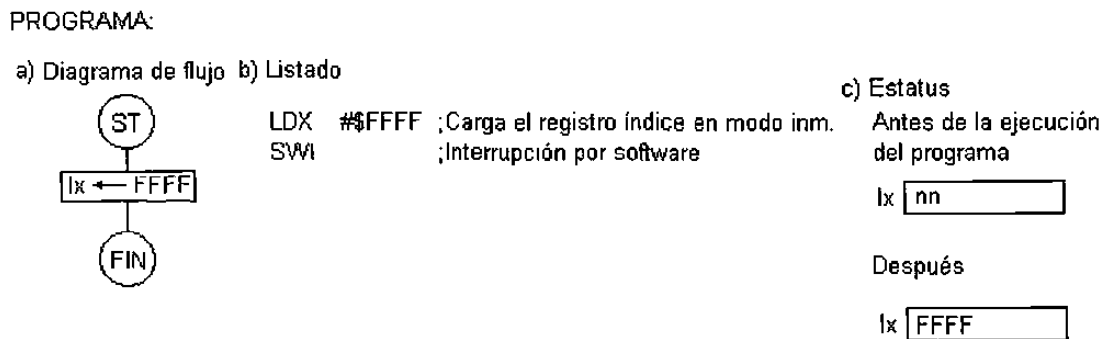 PROGRAMA:
a) Diagrama de flujo
ST
Ix ← FFFF
FIN
b) Listado
LDX #$FFFF ;Carga el registro índice en modo inm.
SWI ;Interrupción por software
c) Estatus
Antes de la ejecución
del programa
Ix nn
Después
Ix FFFF